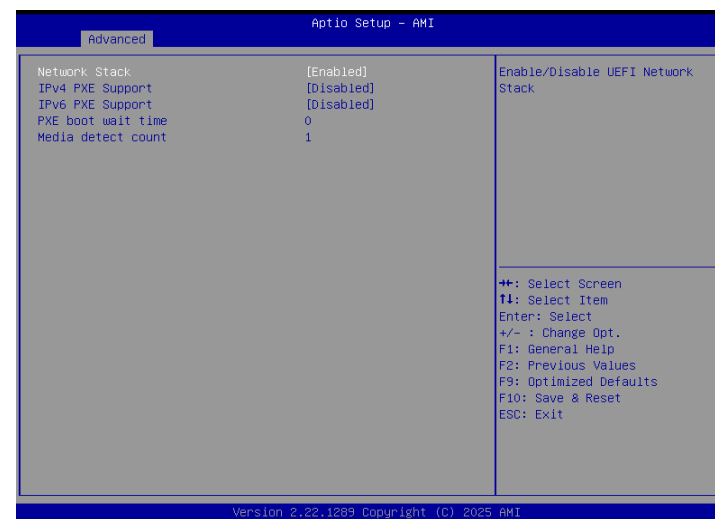 Aptio Setup – AMI
Advanced
Network Stack [Enabled]
IPv4 PXE Support [Disabled]
IPv6 PXE Support [Disabled]
PXE boot wait time 0
Media detect count 1
Enable/Disable UEFI Network
Stack
→←: Select Screen
↑↓: Select Item
Enter: Select
+/- : Change Opt.
F1: General Help
F2: Previous Values
F9: Optimized Defaults
F10: Save & Reset
ESC: Exit
Version 2.22.1289 Copyright (C) 2025 AMI